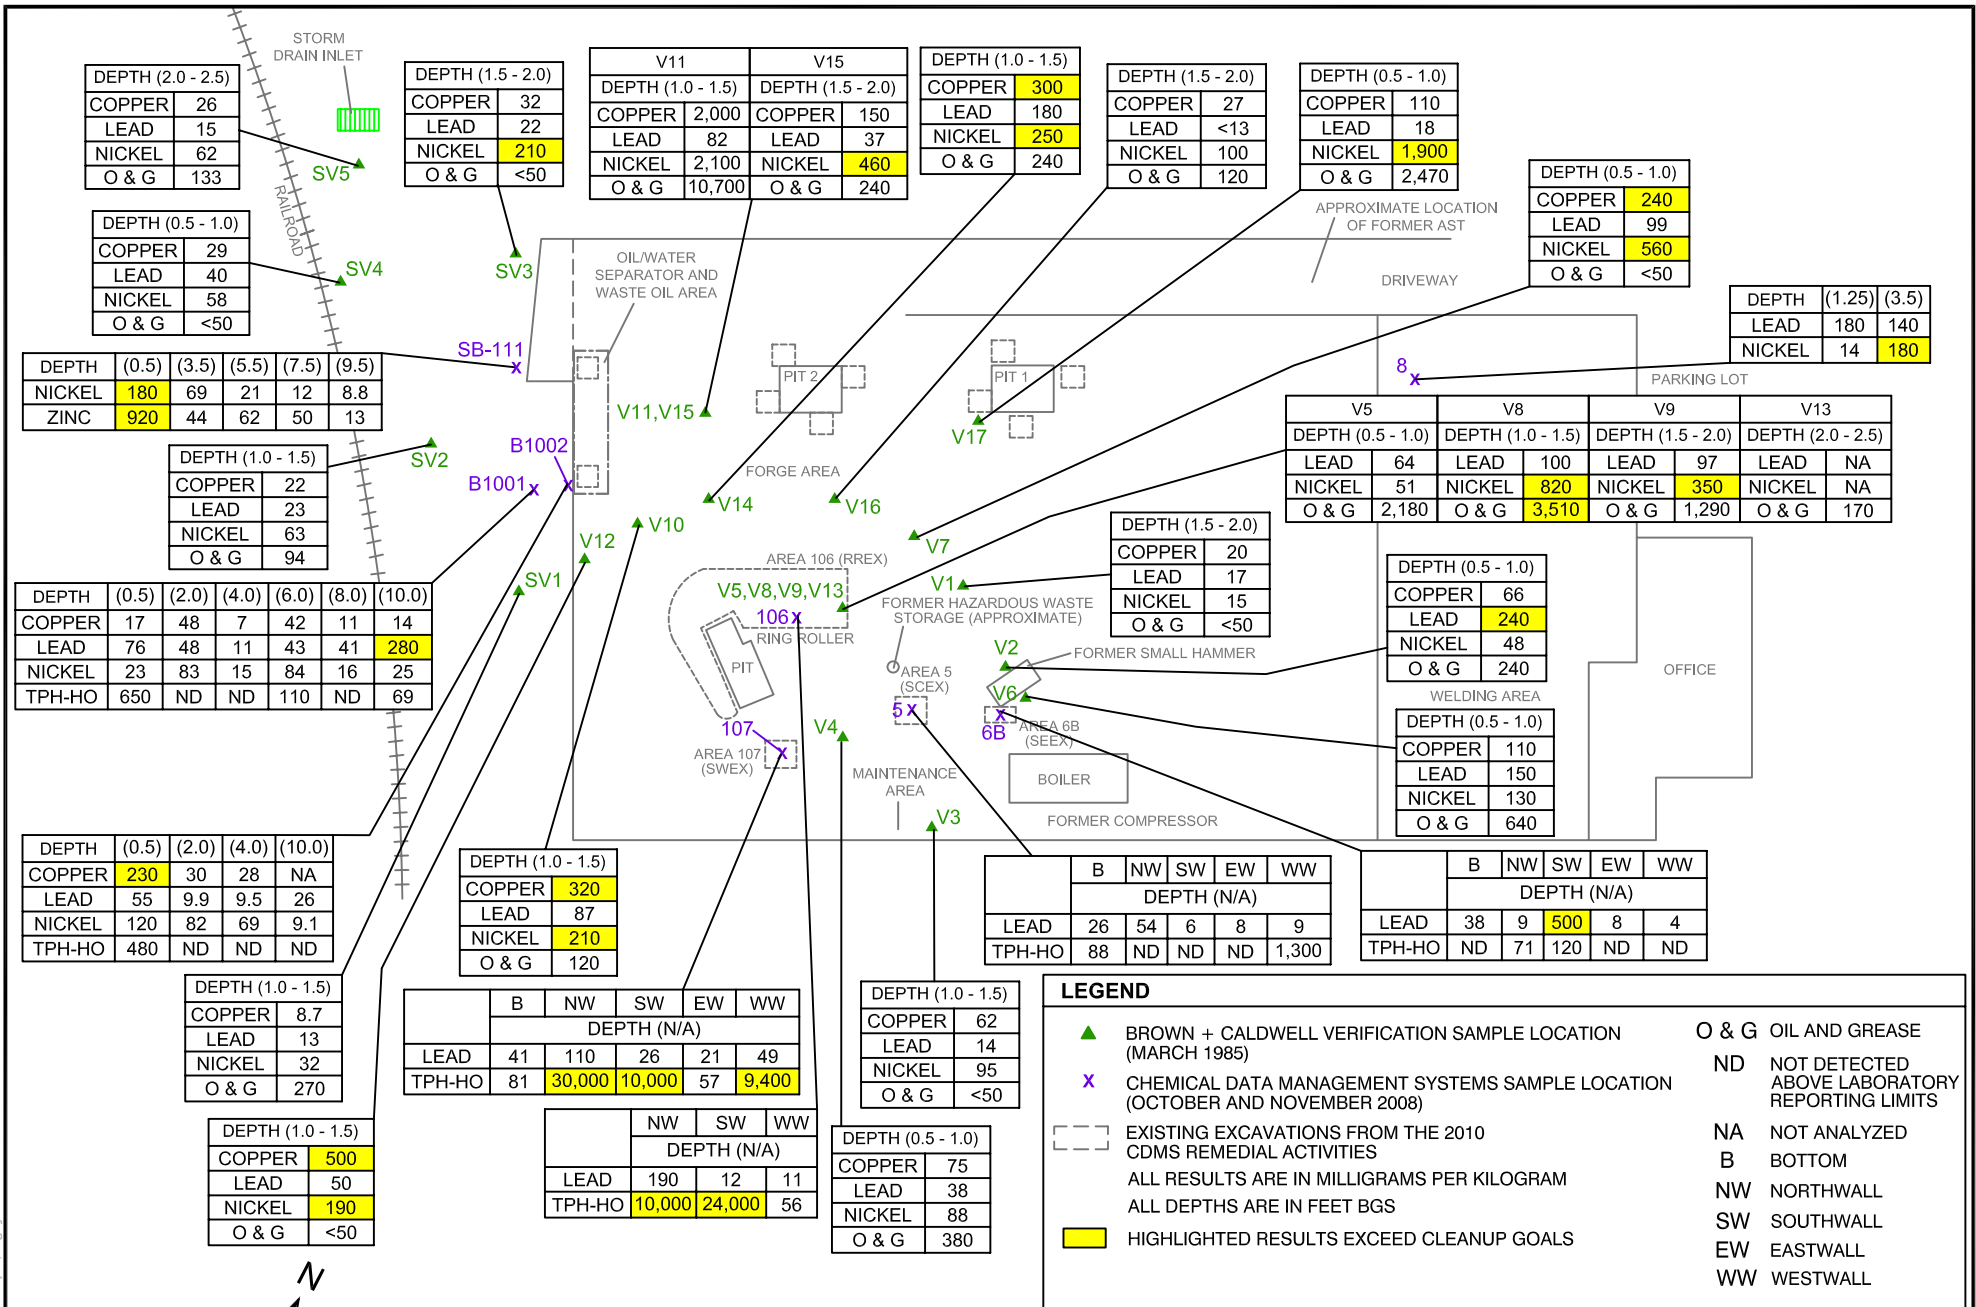 STORM
DRAIN INLET
DEPTH (2.0 - 2.5)
COPPER 26
LEAD 15
NICKEL 62
O & G 133
SV5
DEPTH (1.5 - 2.0)
COPPER 32
LEAD 22
NICKEL 210
O & G <50
SV3
V11 V15
DEPTH (1.0 - 1.5) DEPTH (1.5 - 2.0)
COPPER 2,000 COPPER 150
LEAD 82 LEAD 37
NICKEL 2,100 NICKEL 460
O & G 10,700 O & G 240
DEPTH (1.0 - 1.5)
COPPER 300
LEAD 180
NICKEL 250
O & G 240
DEPTH (1.5 - 2.0)
COPPER 27
LEAD <13
NICKEL 100
O & G 120
DEPTH (0.5 - 1.0)
COPPER 110
LEAD 18
NICKEL 1,900
O & G 2,470
DEPTH (0.5 - 1.0)
COPPER 240
LEAD 99
NICKEL 560
O & G <50
APPROXIMATE LOCATION
OF FORMER AST
DRIVEWAY
RAILROAD
DEPTH (0.5 - 1.0)
COPPER 29
LEAD 40
NICKEL 58
O & G <50
SV4
OIL/WATER
SEPARATOR AND
WASTE OIL AREA
DEPTH (1.25) (3.5)
LEAD 180 140
NICKEL 14 180
8
PARKING LOT
SB-111
DEPTH (0.5) (3.5) (5.5) (7.5) (9.5)
NICKEL 180 69 21 12 8.8
ZINC 920 44 62 50 13
PIT 2
PIT 1
V11,V15
V17
FORGE AREA
V5 V8 V9 V13
DEPTH (0.5 - 1.0) DEPTH (1.0 - 1.5) DEPTH (1.5 - 2.0) DEPTH (2.0 - 2.5)
LEAD 64 LEAD 100 LEAD 97 LEAD NA
NICKEL 51 NICKEL 820 NICKEL 350 NICKEL NA
O & G 2,180 O & G 3,510 O & G 1,290 O & G 170
DEPTH (1.0 - 1.5)
COPPER 22
LEAD 23
NICKEL 63
O & G 94
SV2
B1002
B1001
V14
V16
V10
V12
V7
DEPTH (1.5 - 2.0)
COPPER 20
LEAD 17
NICKEL 15
O & G <50
AREA 106 (RREX)
V1
SV1
V5,V8,V9,V13
106
RING ROLLER
PIT
FORMER HAZARDOUS WASTE
STORAGE (APPROXIMATE)
DEPTH (0.5) (2.0) (4.0) (6.0) (8.0) (10.0)
COPPER 17 48 7 42 11 14
LEAD 76 48 11 43 41 280
NICKEL 23 83 15 84 16 25
TPH-HO 650 ND ND 110 ND 69
DEPTH (0.5 - 1.0)
COPPER 66
LEAD 240
NICKEL 48
O & G 240
V2
FORMER SMALL HAMMER
AREA 5
(SCEX)
5
V6
6B
AREA 6B
(SEEX)
WELDING AREA
OFFICE
107
AREA 107
(SWEX)
V4
MAINTENANCE
AREA
BOILER
V3
FORMER COMPRESSOR
DEPTH (0.5 - 1.0)
COPPER 110
LEAD 150
NICKEL 130
O & G 640
DEPTH (0.5) (2.0) (4.0) (10.0)
COPPER 230 30 28 NA
LEAD 55 9.9 9.5 26
NICKEL 120 82 69 9.1
TPH-HO 480 ND ND ND
DEPTH (1.0 - 1.5)
COPPER 320
LEAD 87
NICKEL 210
O & G 120
B NW SW EW WW
DEPTH (N/A)
LEAD 26 54 6 8 9
TPH-HO 88 ND ND ND 1,300
B NW SW EW WW
DEPTH (N/A)
LEAD 38 9 500 8 4
TPH-HO ND 71 120 ND ND
DEPTH (1.0 - 1.5)
COPPER 8.7
LEAD 13
NICKEL 32
O & G 270
B NW SW EW WW
DEPTH (N/A)
LEAD 41 110 26 21 49
TPH-HO 81 30,000 10,000 57 9,400
DEPTH (1.0 - 1.5)
COPPER 62
LEAD 14
NICKEL 95
O & G <50
DEPTH (1.0 - 1.5)
COPPER 500
LEAD 50
NICKEL 190
O & G <50
NW SW WW
DEPTH (N/A)
LEAD 190 12 11
TPH-HO 10,000 24,000 56
DEPTH (0.5 - 1.0)
COPPER 75
LEAD 38
NICKEL 88
O & G 380
N
LEGEND
BROWN + CALDWELL VERIFICATION SAMPLE LOCATION
(MARCH 1985)
X CHEMICAL DATA MANAGEMENT SYSTEMS SAMPLE LOCATION
(OCTOBER AND NOVEMBER 2008)
EXISTING EXCAVATIONS FROM THE 2010
CDMS REMEDIAL ACTIVITIES
ALL RESULTS ARE IN MILLIGRAMS PER KILOGRAM
ALL DEPTHS ARE IN FEET BGS
HIGHLIGHTED RESULTS EXCEED CLEANUP GOALS
O & G OIL AND GREASE
ND NOT DETECTED
ABOVE LABORATORY
REPORTING LIMITS
NA NOT ANALYZED
B BOTTOM
NW NORTHWALL
SW SOUTHWALL
EW EASTWALL
WW WESTWALL